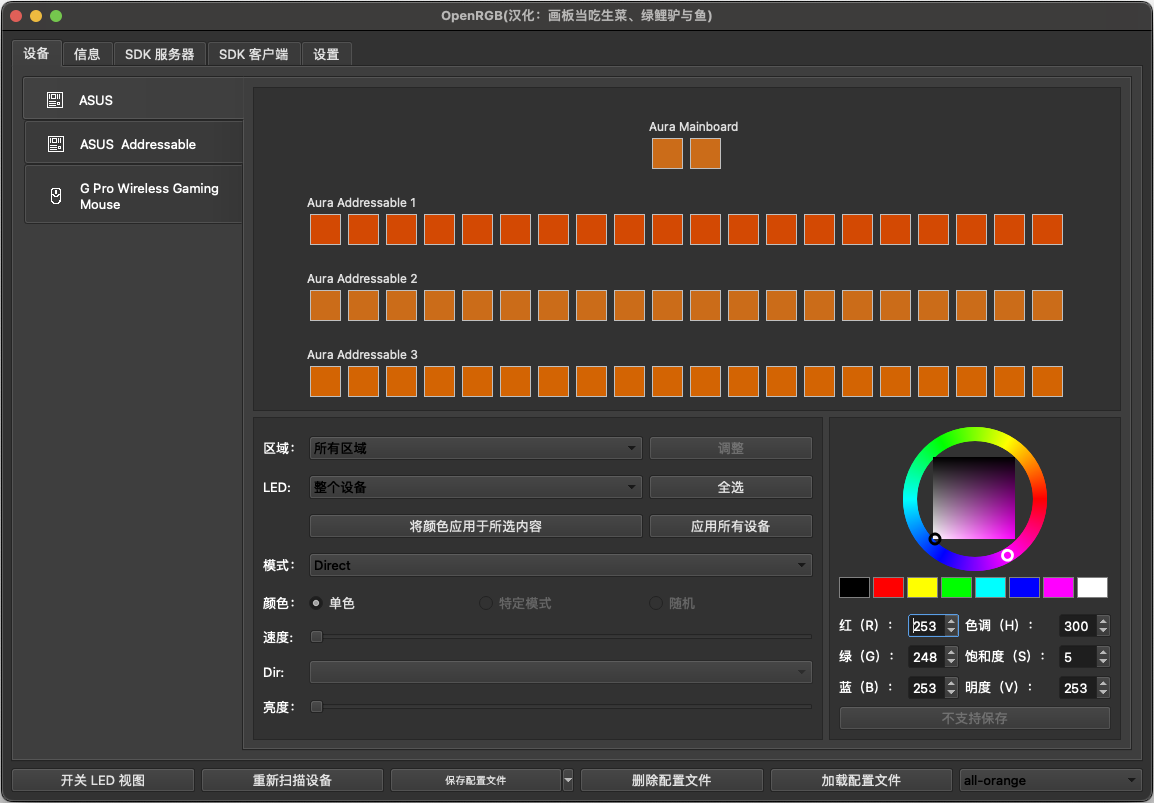 OpenRGB(汉化：画板当吃生菜、绿鲤驴与鱼)
设备
信息
SDK 服务器
SDK 客户端
设置
ASUS
ASUS Addressable
G Pro Wireless Gaming
Mouse
Aura Mainboard
Aura Addressable 1
Aura Addressable 2
Aura Addressable 3
区域： 所有区域 调整
LED: 整个设备 全选
将颜色应用于所选内容 应用所有设备
模式： Direct
颜色： 单色 特定模式 随机
速度：
Dir:
亮度：
红（R）： 253 色调（H）： 300
绿（G）： 248 饱和度（S）： 5
蓝（B）： 253 明度（V）： 253
不支持保存
开关 LED 视图 重新扫描设备 保存配置文件 删除配置文件 加载配置文件 all-orange